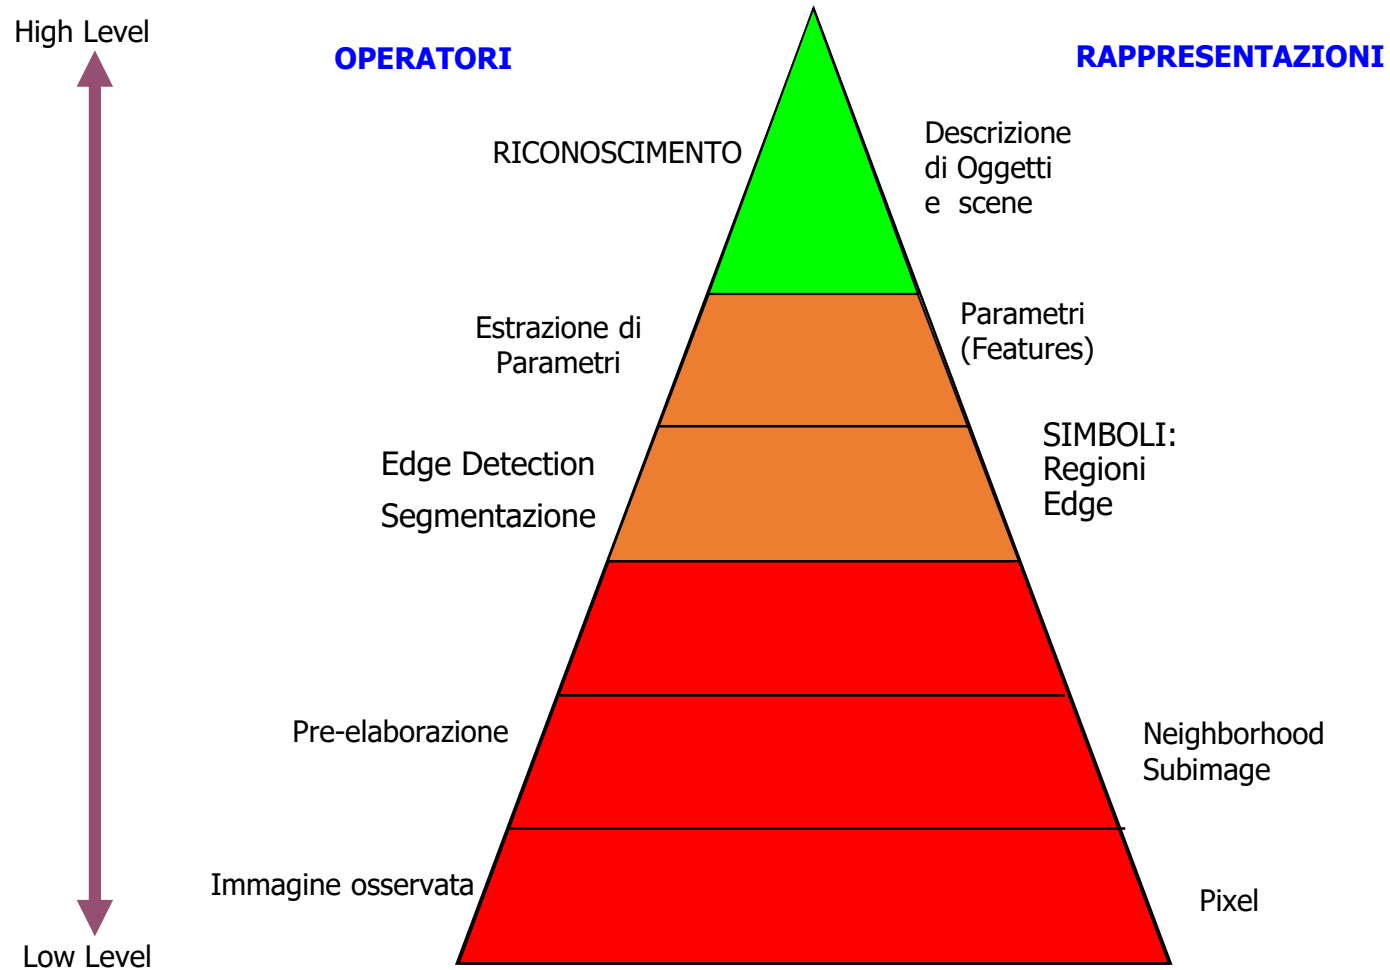 High Level
OPERATORI
RAPPRESENTAZIONI
RICONOSCIMENTO
Descrizione
di Oggetti
e scene
Estrazione di
Parametri
Parametri
(Features)
Edge Detection
Segmentazione
SIMBOLI:
Regioni
Edge
Pre-elaborazione
Neighborhood
Subimage
Immagine osservata
Pixel
Low Level